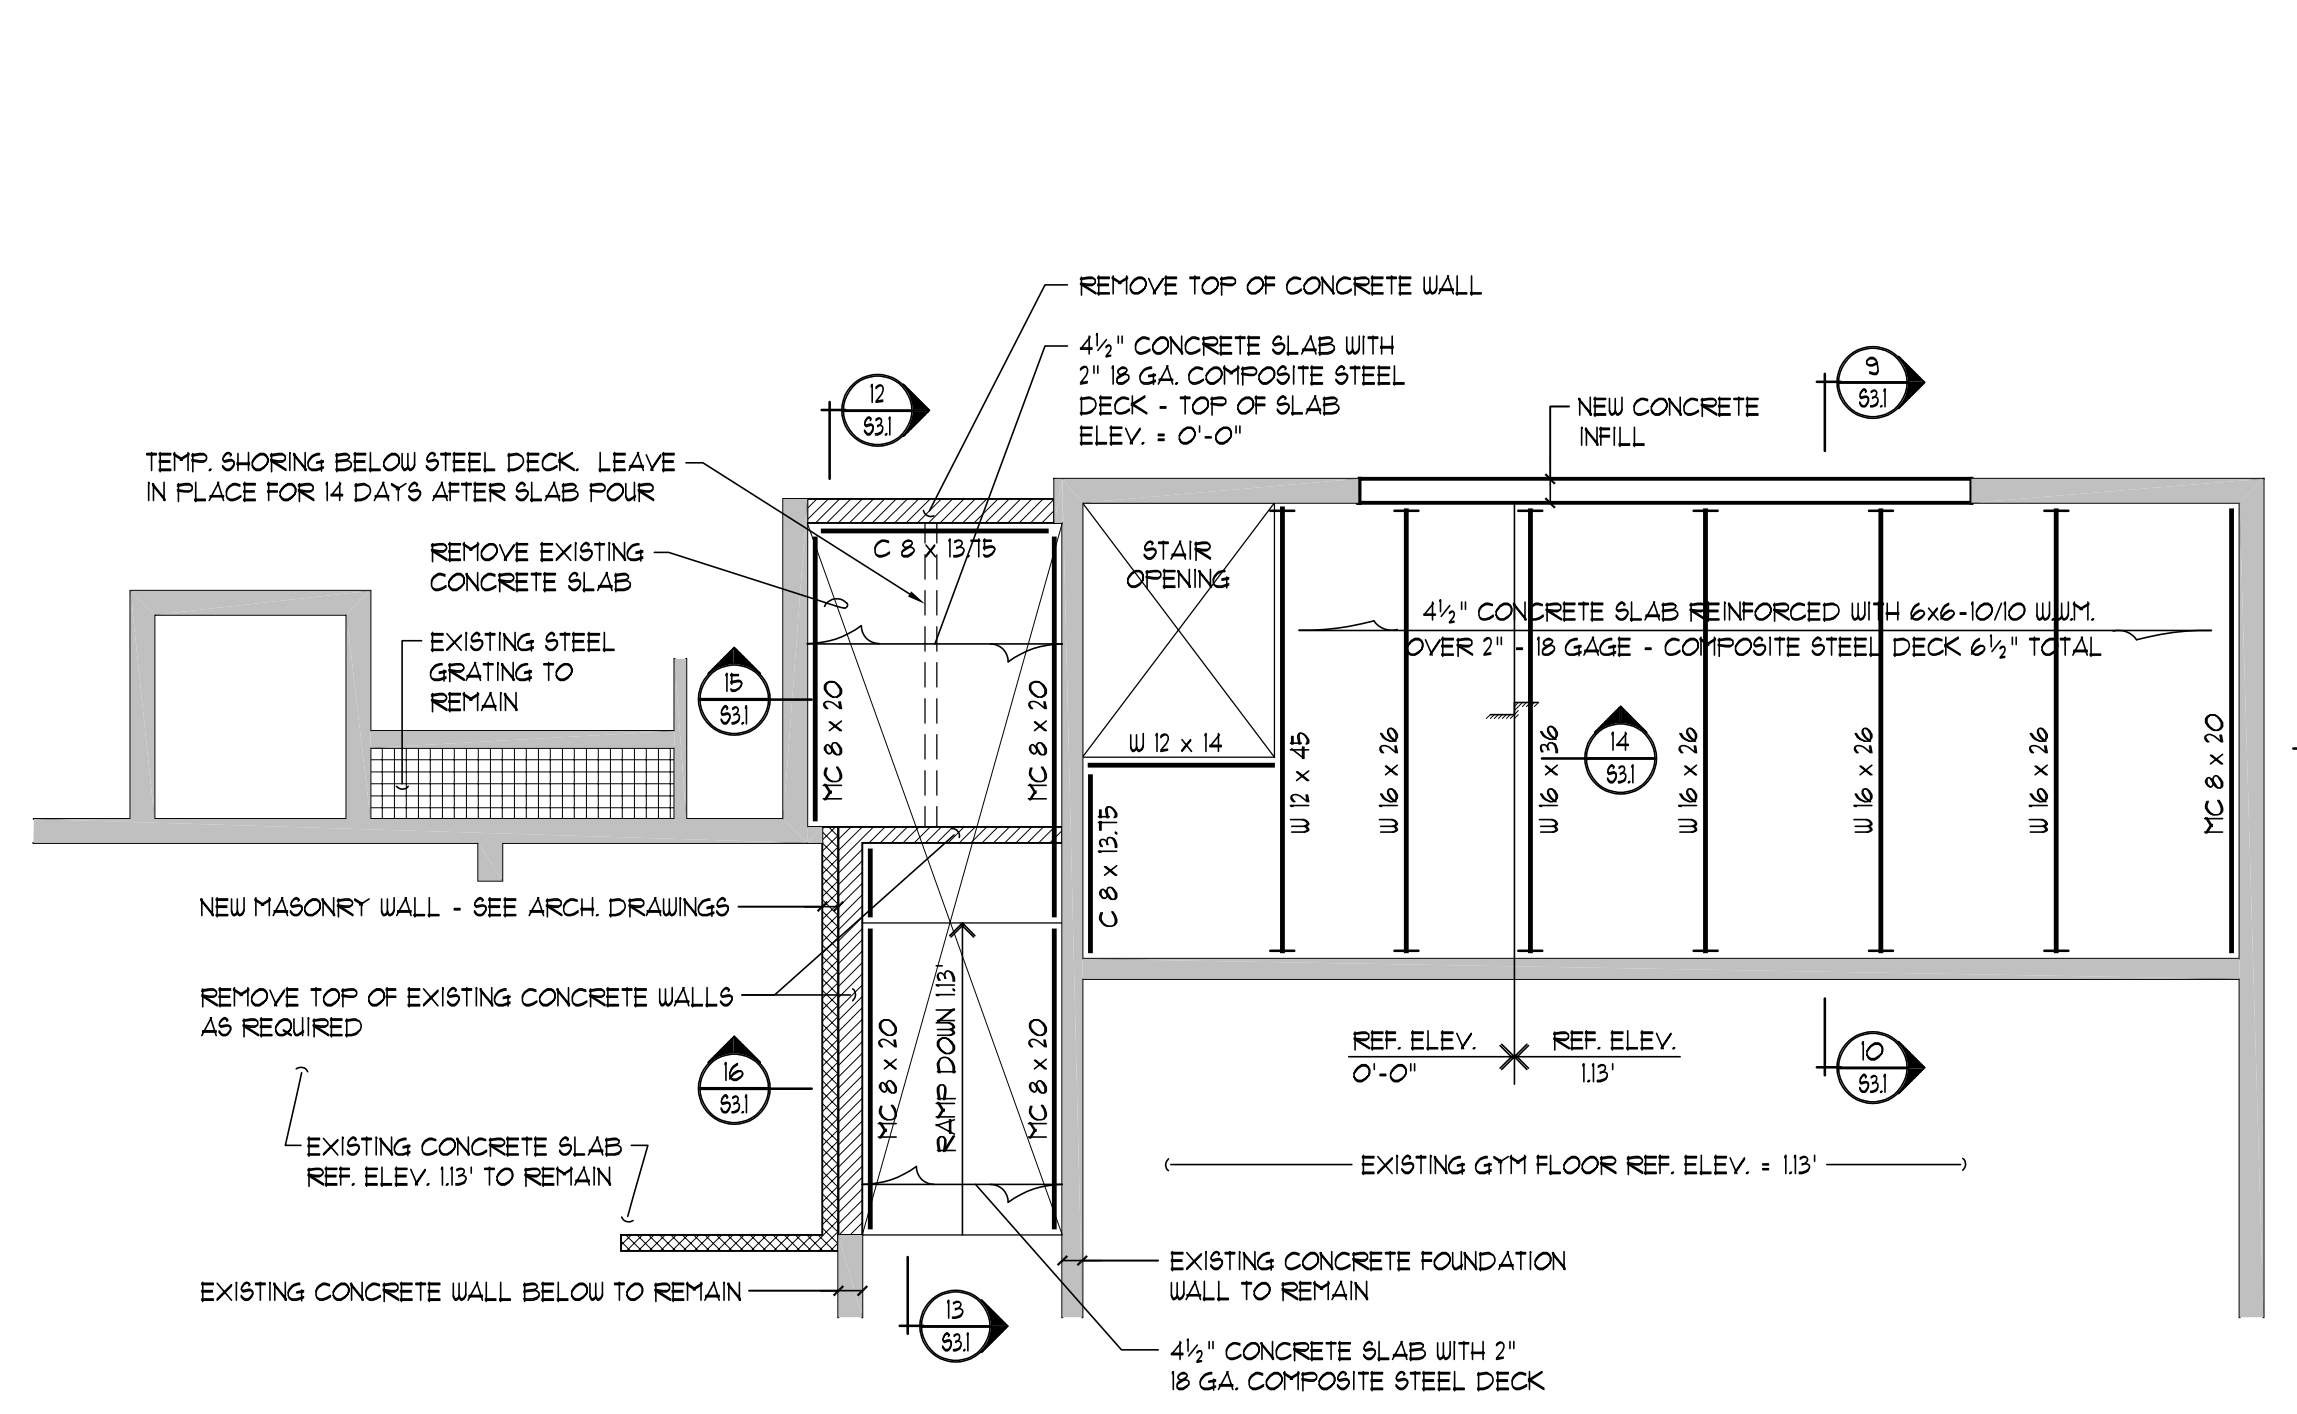 REMOVE TOP OF CONCRETE WALL
4½" CONCRETE SLAB WITH
2" 18 GA. COMPOSITE STEEL
DECK - TOP OF SLAB
ELEV. = 0'-0"
12
S3.1
9
S3.1
NEW CONCRETE
INFILL
TEMP. SHORING BELOW STEEL DECK. LEAVE
IN PLACE FOR 14 DAYS AFTER SLAB POUR
REMOVE EXISTING
CONCRETE SLAB
C 8 x 13.75
STAIR
OPENING
4½" CONCRETE SLAB REINFORCED WITH 6x6-10/10 W.W.M.
OVER 2" - 18 GAGE - COMPOSITE STEEL DECK 6½" TOTAL
EXISTING STEEL
GRATING TO
REMAIN
15
S3.1
MC 8 x 20
MC 8 x 20
W 12 x 14
C 8 x 13.75
W 12 x 45
W 16 x 26
W 16 x 36
14
S3.1
W 16 x 26
W 16 x 26
W 16 x 26
MC 8 x 20
NEW MASONRY WALL - SEE ARCH. DRAWINGS
REMOVE TOP OF EXISTING CONCRETE WALLS
AS REQUIRED
16
S3.1
MC 8 x 20
RAMP DOWN 1.13'
MC 8 x 20
REF. ELEV.
0'-0"
REF. ELEV.
1.13'
10
S3.1
EXISTING CONCRETE SLAB
REF. ELEV. 1.13' TO REMAIN
EXISTING GYM FLOOR REF. ELEV. = 1.13'
EXISTING CONCRETE WALL BELOW TO REMAIN
13
S3.1
EXISTING CONCRETE FOUNDATION
WALL TO REMAIN
4½" CONCRETE SLAB WITH 2"
18 GA. COMPOSITE STEEL DECK